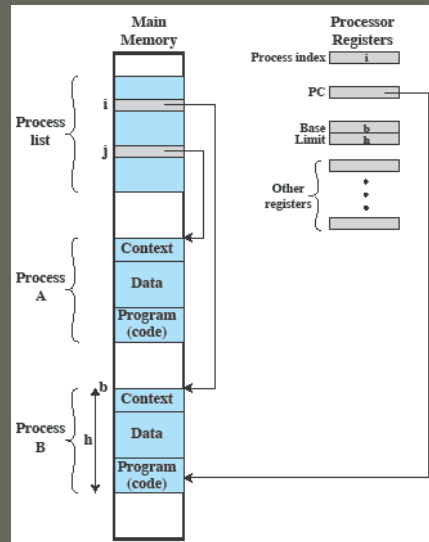 Main
Memory
Processor
Registers
Process index
i
PC
Base
b
Limit
h
Other
registers
Process
list
i
j
Process
A
Context
Data
Program
(code)
Process
B
b
h
Context
Data
Program
(code)